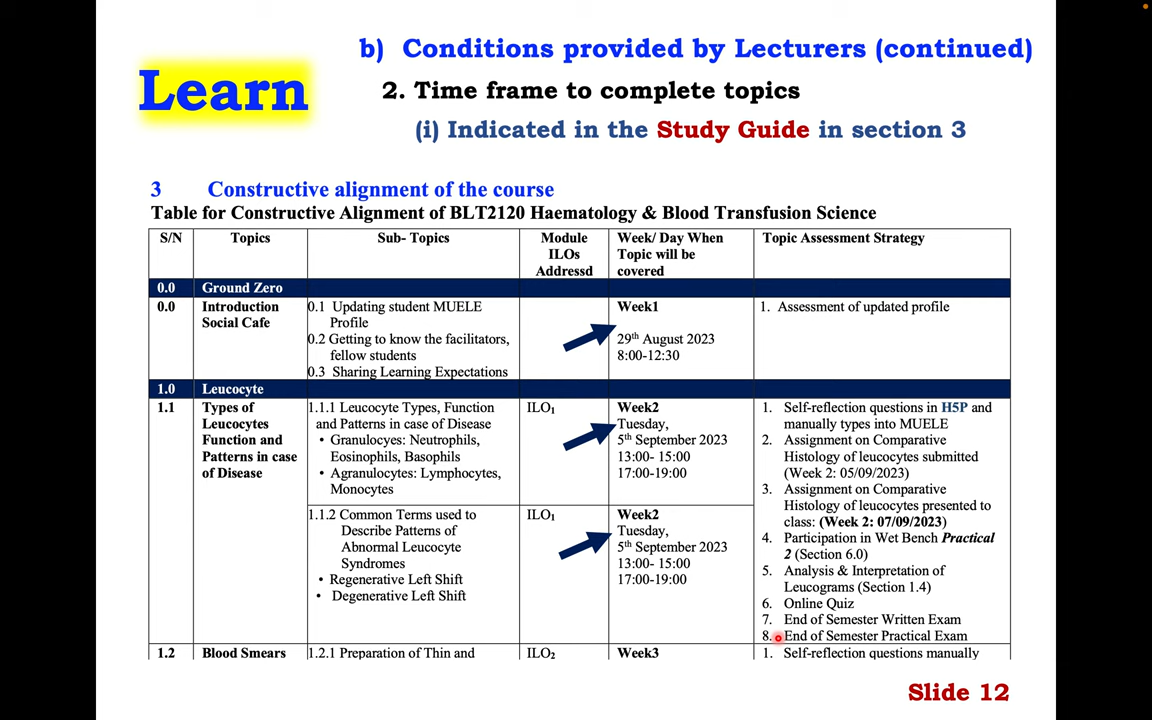 b) Conditions provided by Lecturers (continued)
Learn
2. Time frame to complete topics
(i) Indicated in the Study Guide in section 3
3 Constructive alignment of the course
Table for Constructive Alignment of BLT2120 Haematology & Blood Transfusion Science
S/N
Topics
Sub- Topics
Module
ILOs
Addressd
Week/ Day When
Topic will be
covered
Topic Assessment Strategy
0.0 Ground Zero
0.0
Introduction
Social Cafe
0.1 Updating student MUELE
Profile
0.2 Getting to know the facilitators,
fellow students
0.3 Sharing Learning Expectations
Week1
29th August 2023
8:00-12:30
1. Assessment of updated profile
1.0 Leucocyte
1.1
Types of
Leucocytes
Function and
Patterns in case
of Disease
1.1.1 Leucocyte Types, Function
and Patterns in case of Disease
• Granulocyes: Neutrophils,
Eosinophils, Basophils
• Agranulocytes: Lymphocytes,
Monocytes
ILO1
Week2
Tuesday,
5th September 2023
13:00- 15:00
17:00-19:00
1.1.2 Common Terms used to
Describe Patterns of
Abnormal Leucocyte
Syndromes
• Regenerative Left Shift
• Degenerative Left Shift
ILO1
Week2
Tuesday,
5th September 2023
13:00- 15:00
17:00-19:00
1. Self-reflection questions in H5P and
manually types into MUELE
2. Assignment on Comparative
Histology of leucocytes submitted
(Week 2: 05/09/2023)
3. Assignment on Comparative
Histology of leucocytes presented to
class: (Week 2: 07/09/2023)
4. Participation in Wet Bench Practical
2 (Section 6.0)
5. Analysis & Interpretation of
Leucograms (Section 1.4)
6. Online Quiz
7. End of Semester Written Exam
8. End of Semester Practical Exam
1.2
Blood Smears
1.2.1 Preparation of Thin and
ILO2
Week3
1. Self-reflection questions manually
Slide 12